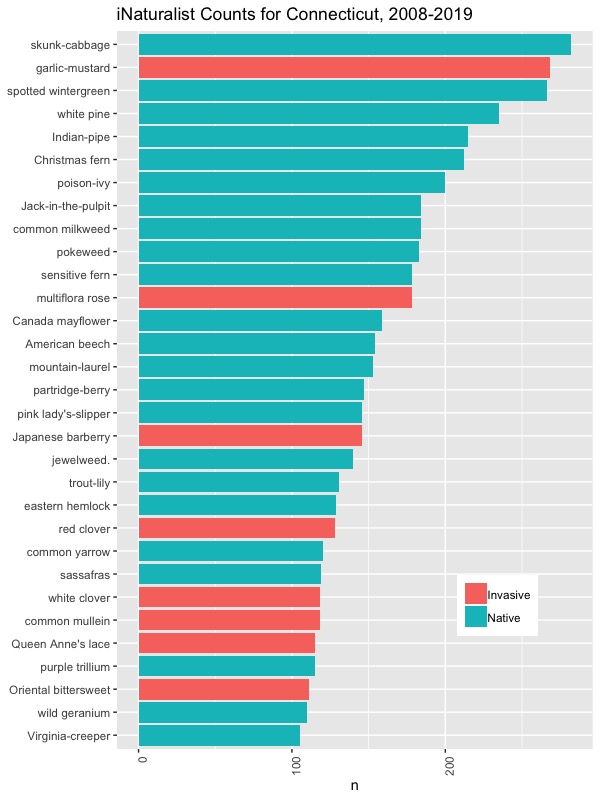 iNaturalist Counts for Connecticut, 2008-2019
skunk-cabbage
garlic-mustard
spotted wintergreen
white pine
Indian-pipe
Christmas fern
poison-ivy
Jack-in-the-pulpit
common milkweed
pokeweed
sensitive fern
multiflora rose
Canada mayflower
American beech
mountain-laurel
partridge-berry
pink lady's-slipper
Japanese barberry
jewelweed.
trout-lily
eastern hemlock
red clover
common yarrow
sassafras
white clover
common mullein
Queen Anne's lace
purple trillium
Oriental bittersweet
wild geranium
Virginia-creeper
Invasive
Native
0
100
200
n